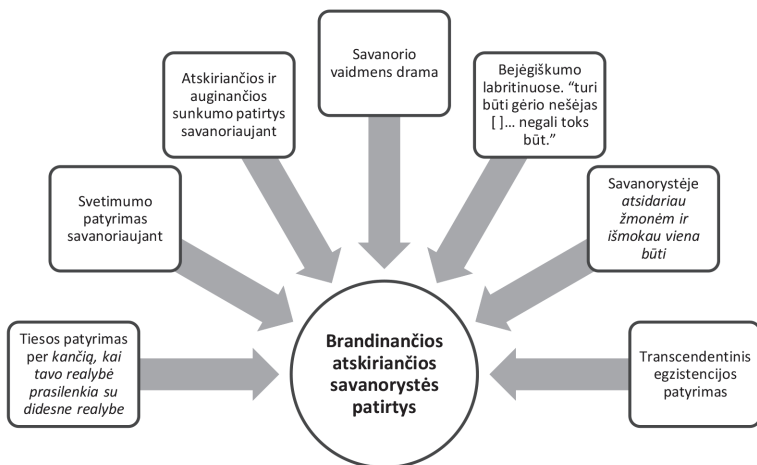 Savanorio
vaidmens drama
Atskiriančios ir
auginančios
sunkumo patirtys
savanoriaujant
Bejėgiškumo
labritinuose. “turi
būti gėrio nešėjas
[ ]... negali toks
būt.”
Svetimumo
patyrimas
savanoriaujant
Savanorystėje
atsidariau
žmonėm ir
išmokau viena
būti
Tiesos patyrimas
per kančią, kai
tavo realybė
prasilenkia su
didesne realybe
Brandinančios
atskiriančios
savanorystės
patirtys
Transcendentinis
egzistencijos
patyrimas